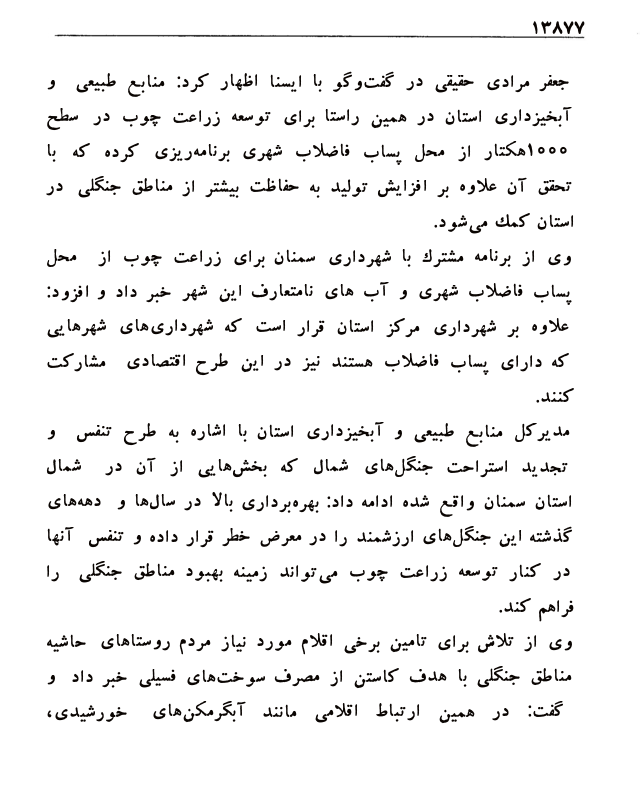 ۱۳۸۷۷
جعفر مرادی حقیقی در گفت‌وگو با ایسنا اظهار کرد: منابع طبیعی و
آبخیزداری استان در همین راستا برای توسعه زراعت چوب در سطح
۱۰۰۰هکتار از محل پساب فاضلاب شهری برنامه‌ریزی کرده که با
تحقق آن علاوه بر افزایش تولید به حفاظت بیشتر از مناطق جنگلی در
استان کمك می‌شود.
وی از برنامه مشترك با شهرداری سمنان برای زراعت چوب از محل
پساب فاضلاب شهری و آب های نامتعارف این شهر خبر داد و افزود:
علاوه بر شهرداری مرکز استان قرار است که شهرداری‌های شهرهایی
که دارای پساب فاضلاب هستند نیز در این طرح اقتصادی مشارکت
کنند.
مدیرکل منابع طبیعی و آبخیزداری استان با اشاره به طرح تنفس و
تجدید استراحت جنگل‌های شمال که بخش‌هایی از آن در شمال
استان سمنان واقع شده ادامه داد: بهره‌برداری بالا در سال‌ها و دهه‌های
گذشته این جنگل‌های ارزشمند را در معرض خطر قرار داده و تنفس آنها
در کنار توسعه زراعت چوب می‌تواند زمینه بهبود مناطق جنگلی را
فراهم کند.
وی از تلاش برای تامین برخی اقلام مورد نیاز مردم روستاهای حاشیه
مناطق جنگلی با هدف کاستن از مصرف سوخت‌های فسیلی خبر داد و
گفت: در همین ارتباط اقلامی مانند آبگرمکن‌های خورشیدی،